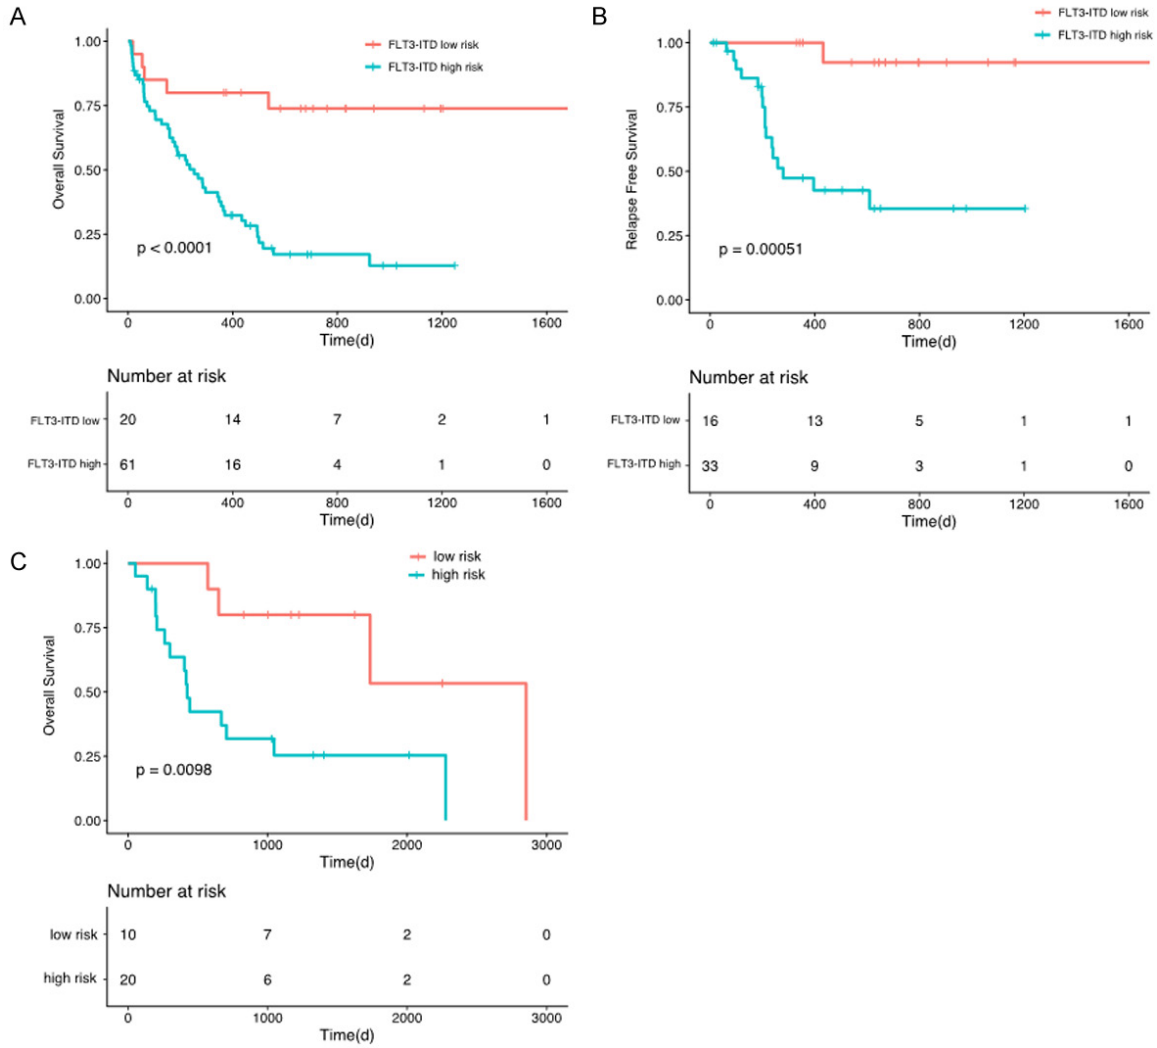 A
FLT3-ITD low risk
FLT3-ITD high risk
Overall Survival
1.00
0.75
0.50
0.25
0.00
p < 0.0001
0 400 800 1200 1600
Time(d)
Number at risk
FLT3-ITD low 20 14 7 2 1
FLT3-ITD high 61 16 4 1 0
0 400 800 1200 1600
Time(d)
B
FLT3-ITD low risk
FLT3-ITD high risk
Relapse Free Survival
1.00
0.75
0.50
0.25
0.00
p = 0.00051
0 400 800 1200 1600
Time(d)
Number at risk
FLT3-ITD low 16 13 5 1 1
FLT3-ITD high 33 9 3 1 0
0 400 800 1200 1600
Time(d)
C
low risk
high risk
Overall Survival
1.00
0.75
0.50
0.25
0.00
p = 0.0098
0 1000 2000 3000
Time(d)
Number at risk
low risk 10 7 2 0
high risk 20 6 2 0
0 1000 2000 3000
Time(d)